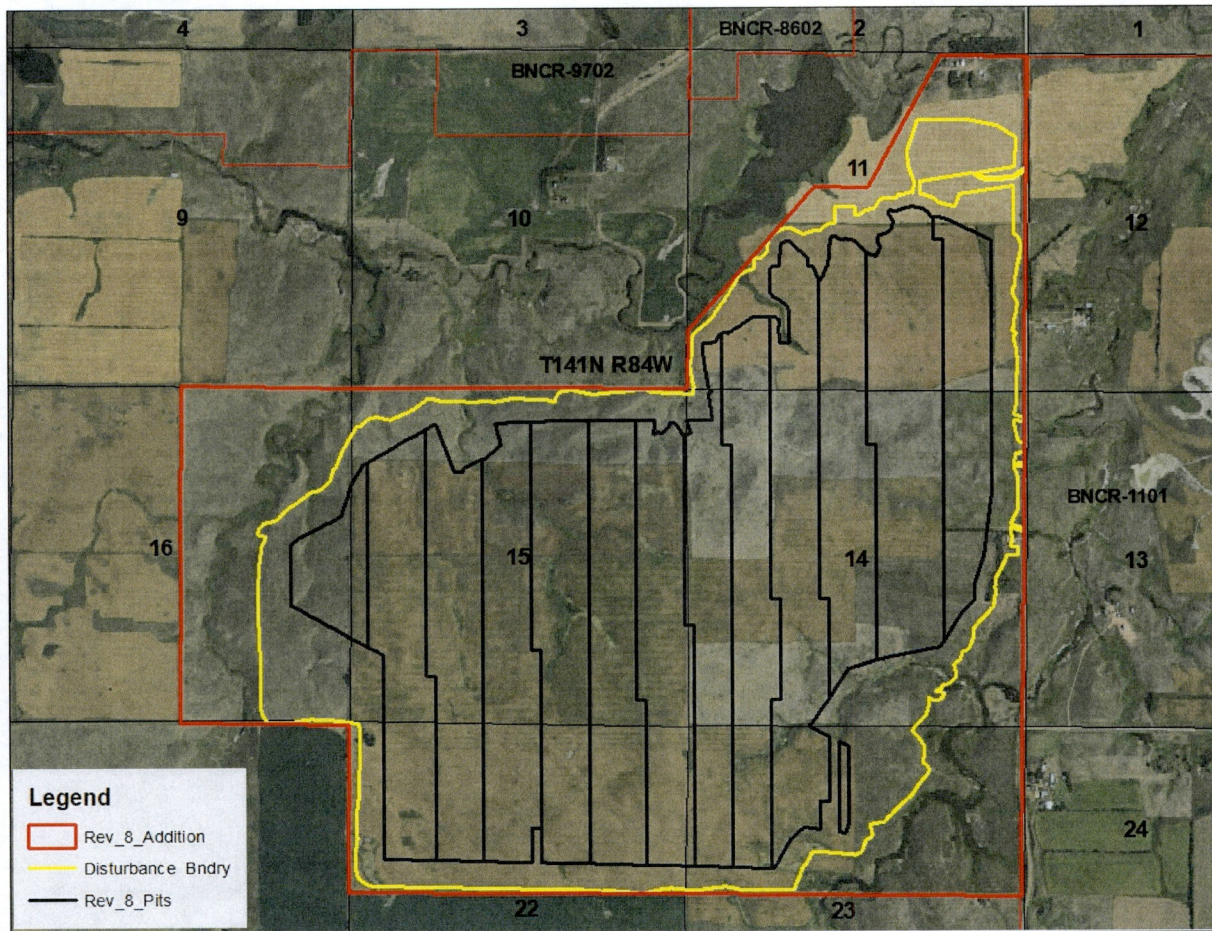 4
3
BNCR-8602
2
1
BNCR-9702
11
9
10
12
T141N R84W
BNCR-1101
16
15
14
13
Legend
Rev_8_Addition
Disturbance Bndry
Rev_8_Pits
24
22
23